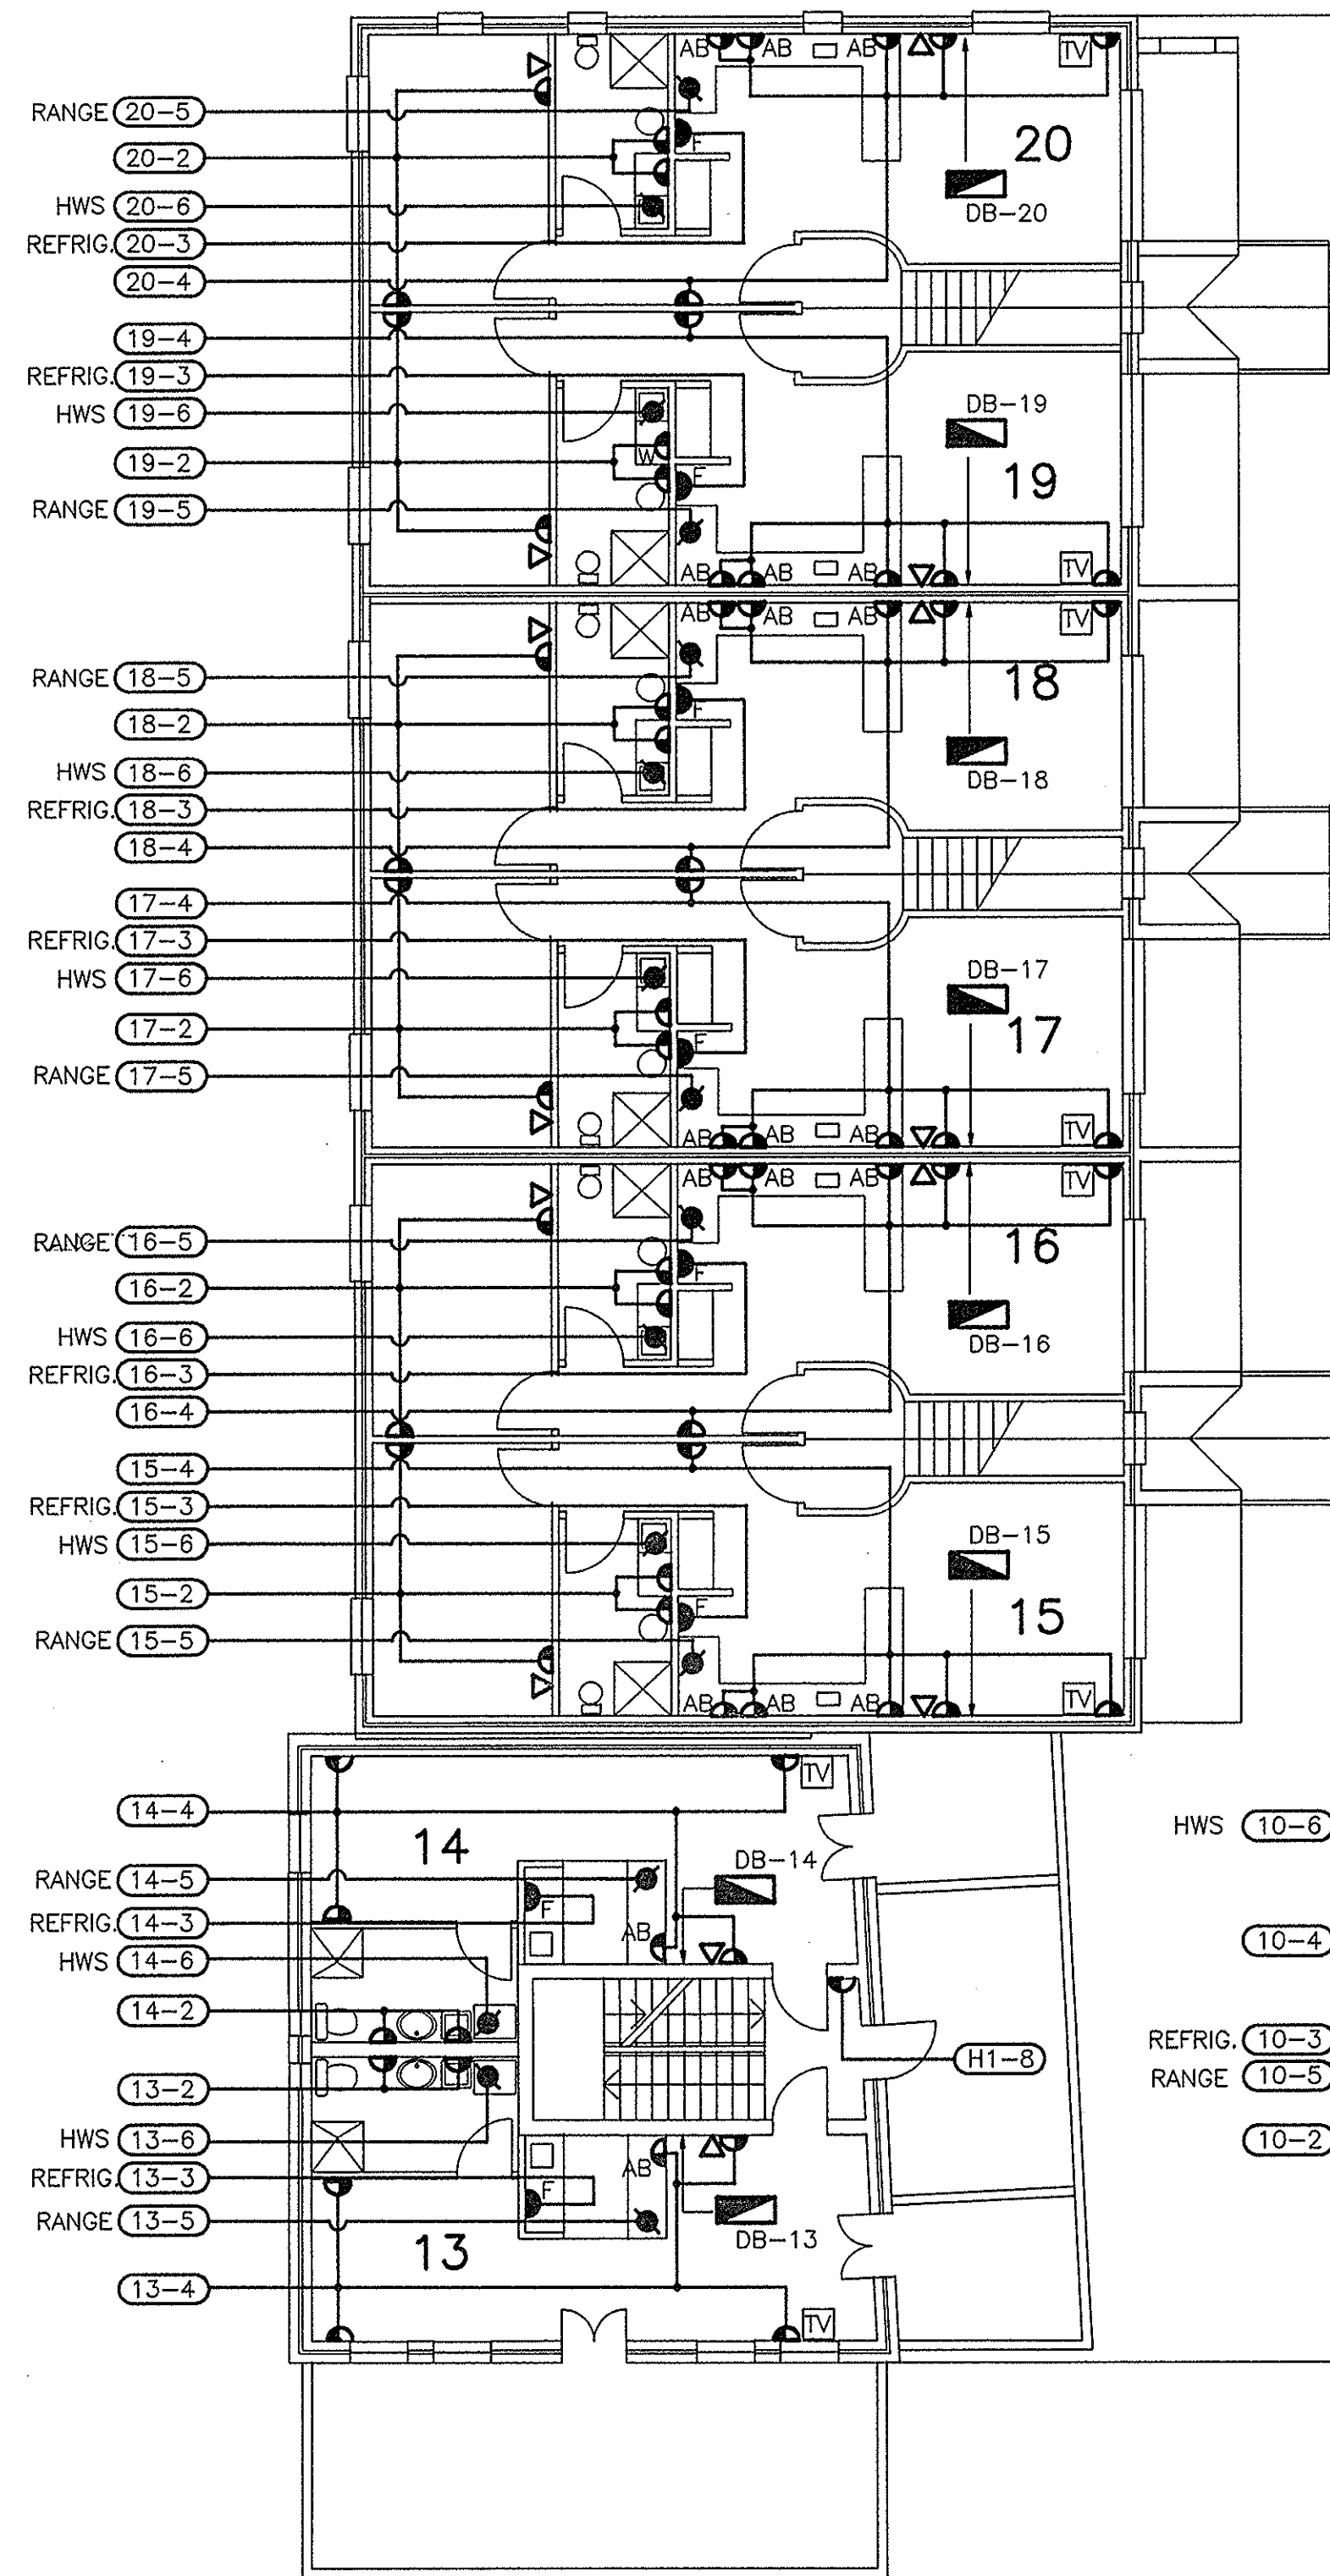 AB AB AB TV
RANGE 20-5
20
20-2
F
HWS 20-6
DB-20
REFRIG. 20-3
20-4
19-4
REFRIG. 19-3
DB-19
HWS 19-6
W
19-2
F
19
RANGE 19-5
AB AB AB TV
AB AB AB TV
RANGE 18-5
18
F
18-2
HWS 18-6
DB-18
REFRIG. 18-3
18-4
17-4
REFRIG. 17-3
HWS 17-6
DB-17
17-2
17
F
RANGE 17-5
AB AB AB TV
AB AB AB TV
RANGE 16-5
16
F
16-2
HWS 16-6
DB-16
REFRIG. 16-3
16-4
15-4
REFRIG. 15-3
HWS 15-6
DB-15
15-2
F
15
RANGE 15-5
AB AB AB TV
TV
14-4
HWS 10-6
14
DB-14
RANGE 14-5
REFRIG. 14-3
F
AB
10-4
HWS 14-6
14-2
REFRIG. 10-3
H1-8
RANGE 10-5
13-2
HWS 13-6
10-2
AB
REFRIG. 13-3
F
RANGE 13-5
DB-13
13
13-4
TV